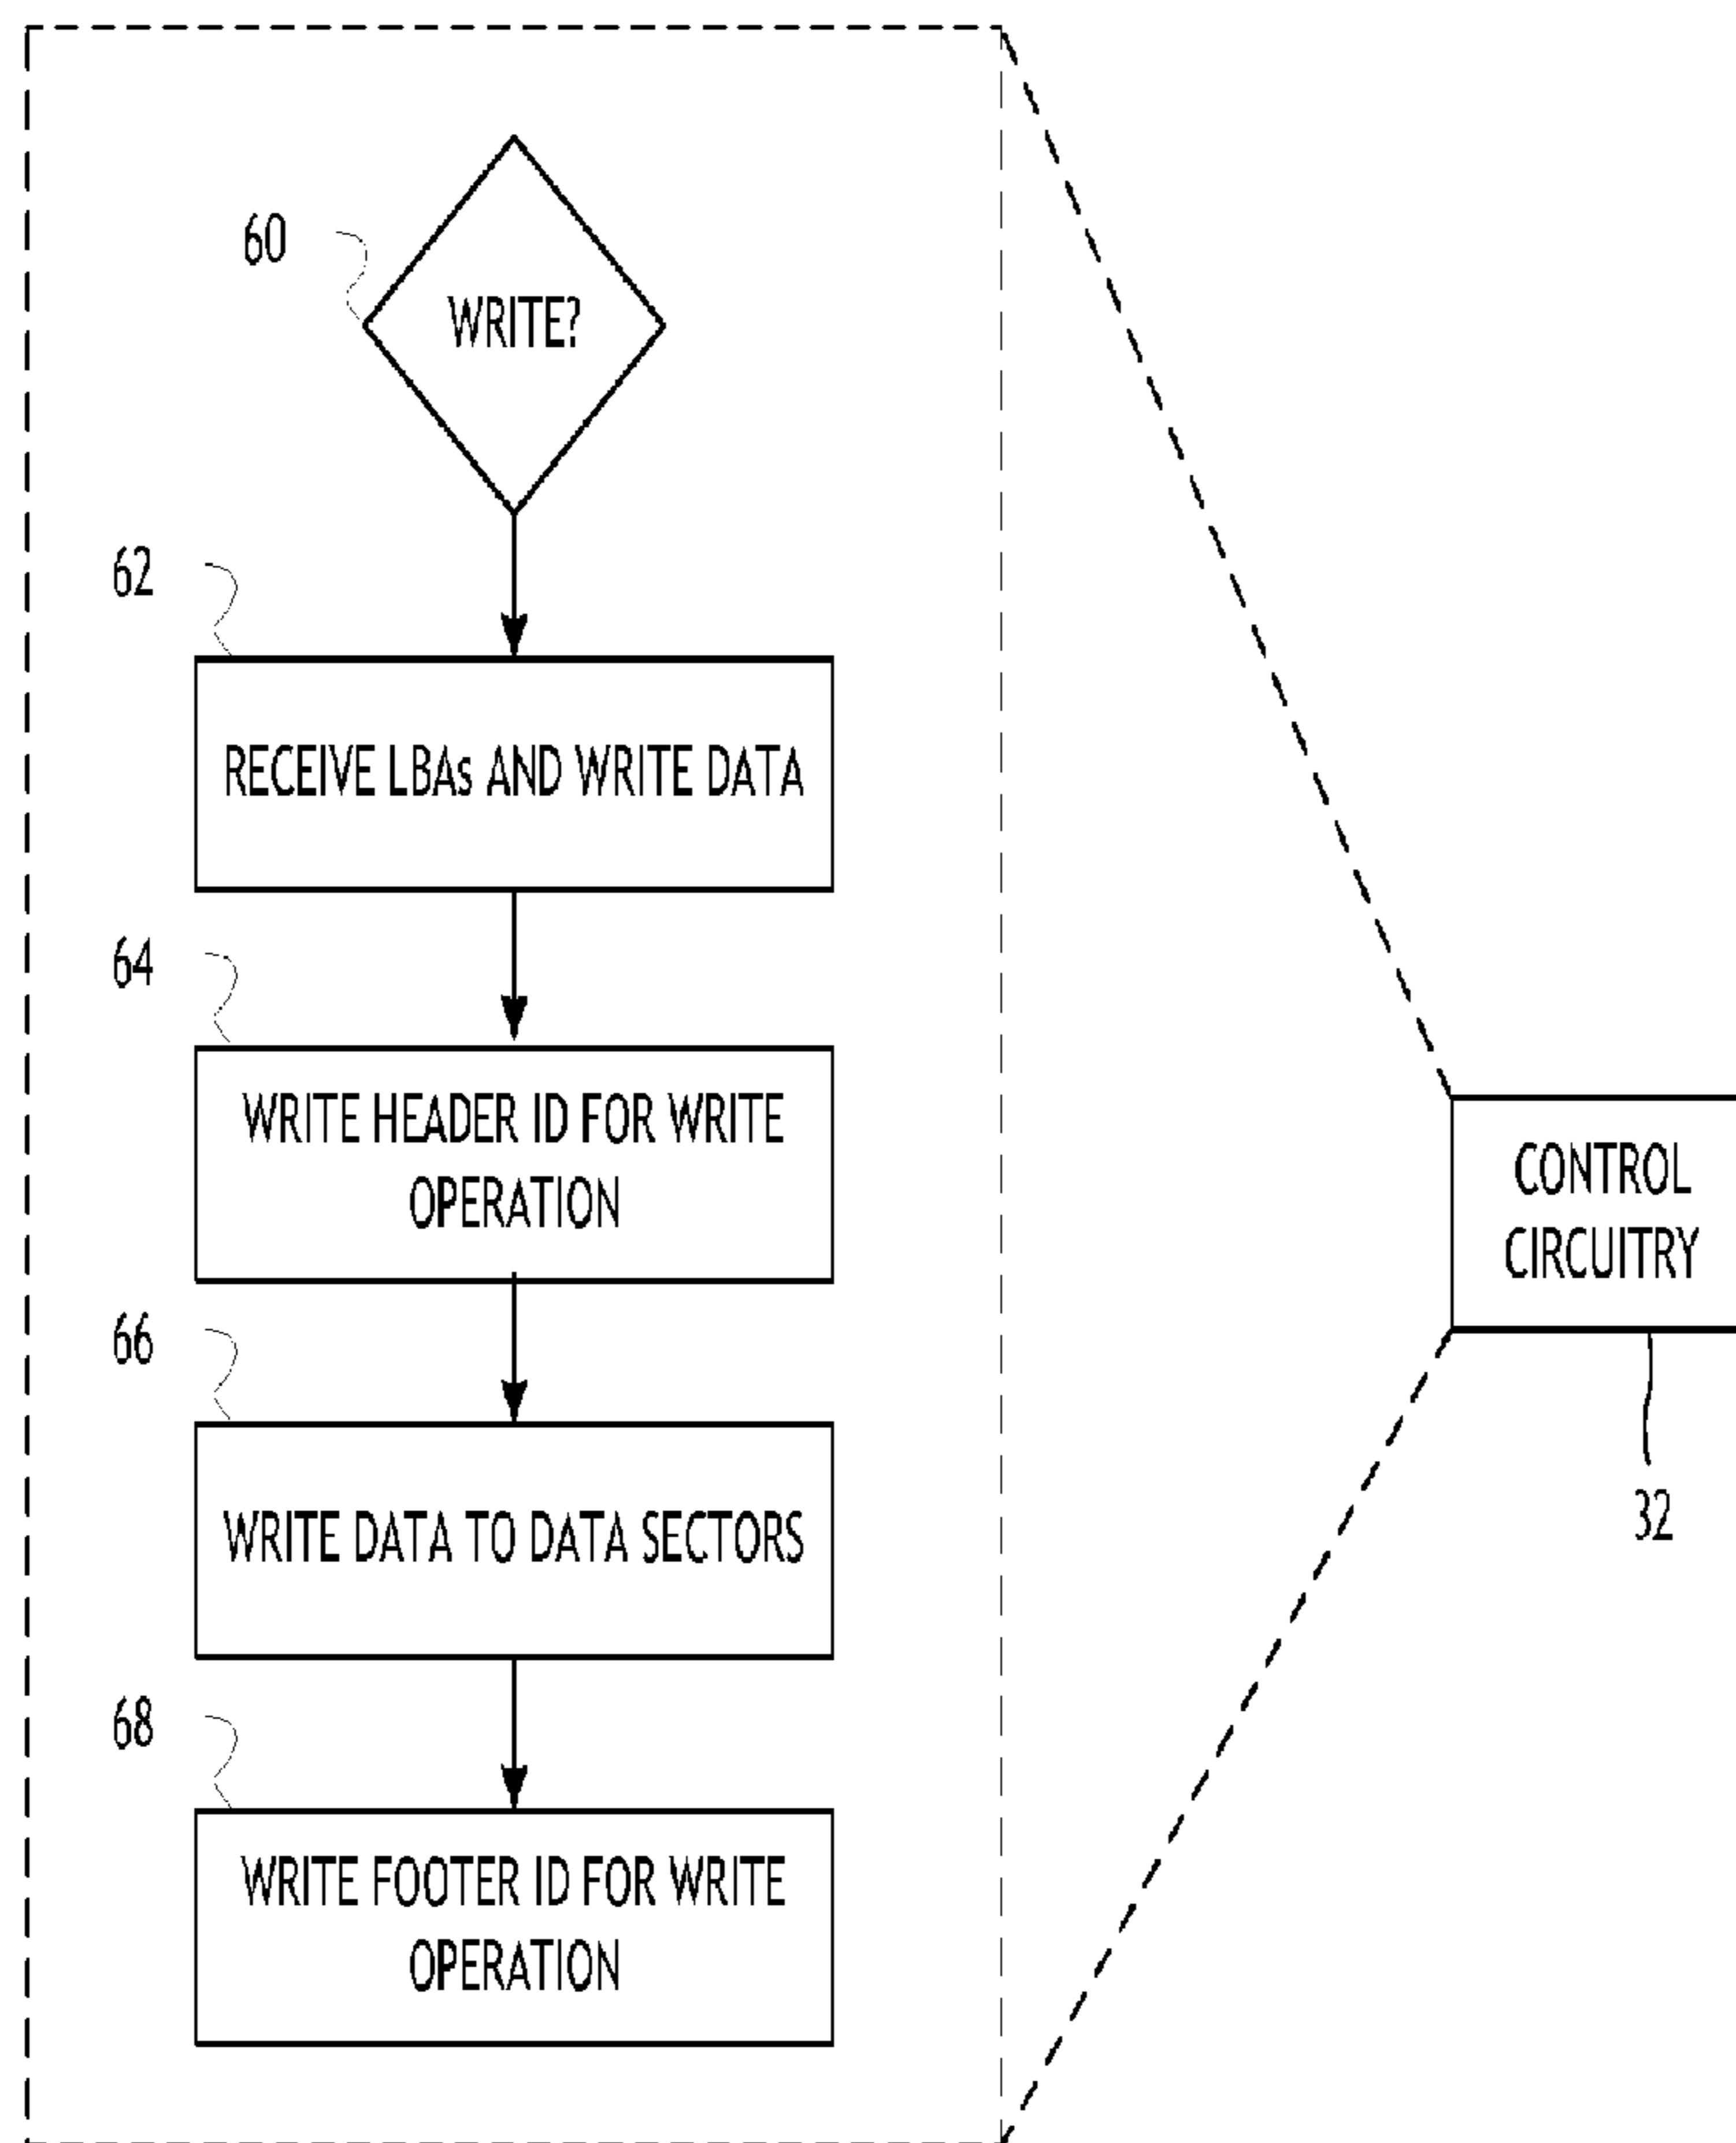 60
WRITE?
62
RECEIVE LBAs AND WRITE DATA
64
WRITE HEADER ID FOR WRITE
OPERATION
66
WRITE DATA TO DATA SECTORS
68
WRITE FOOTER ID FOR WRITE
OPERATION
CONTROL
CIRCUITRY
32